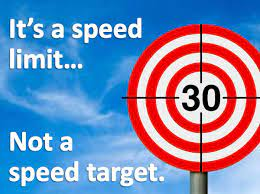 It's a speed
limit...
30
Not a
speed target.